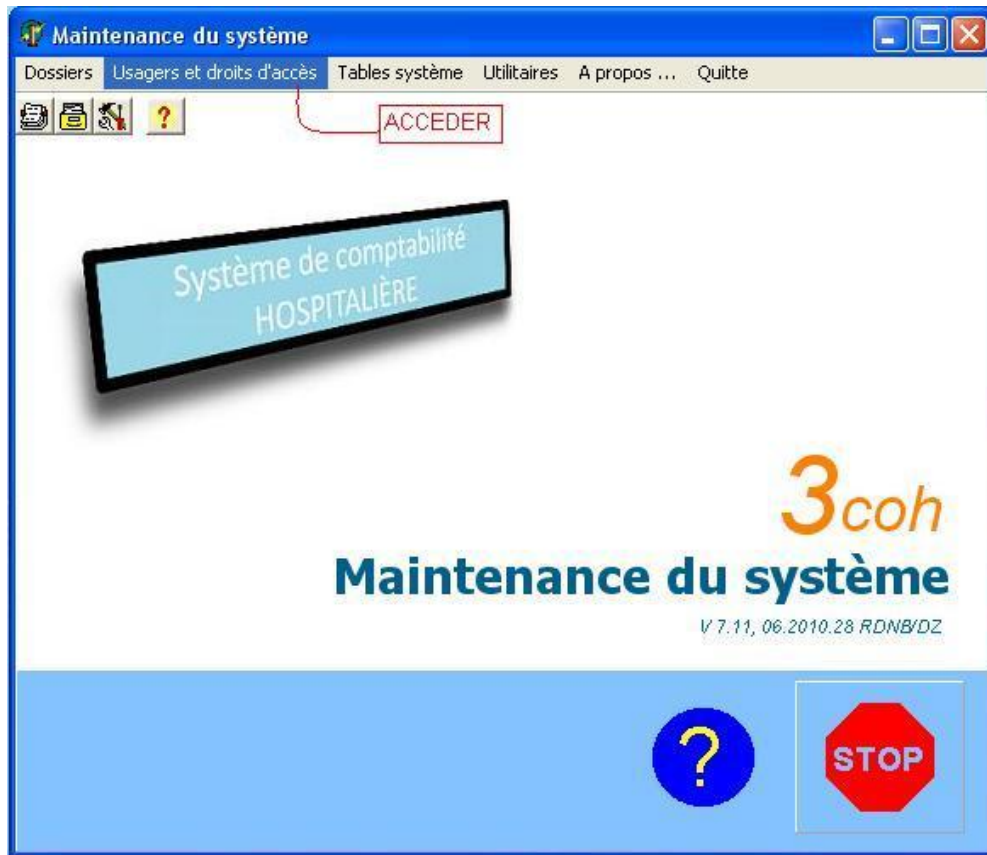 Maintenance du système
Dossiers Usagers et droits d'accès Tables système Utilitaires A propos ... Quitte
?
ACCEDER
Système de comptabilité
HOSPITALIÈRE
3coh
Maintenance du système
V 7.11, 06.2010.28 RDNB/DZ
?
STOP